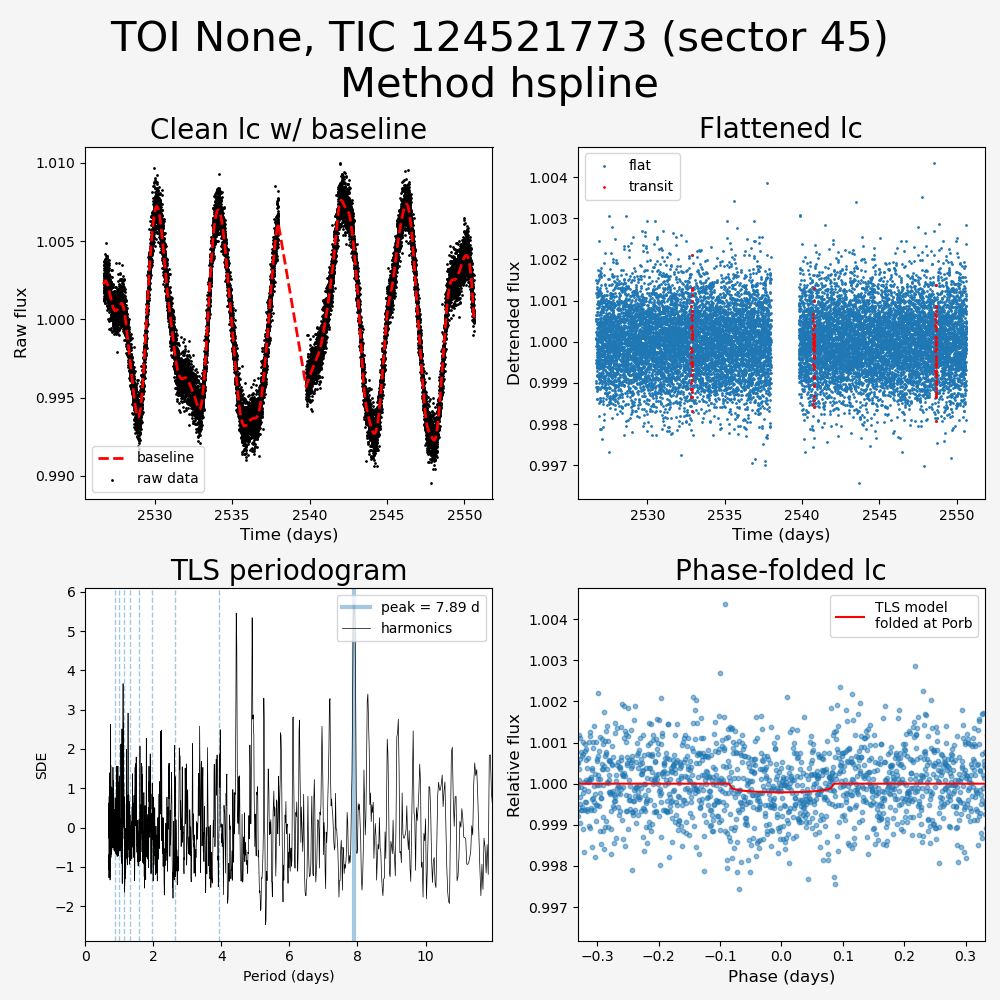 TOI None, TIC 124521773 (sector 45)
Method hspline
Clean lc w/ baseline
Raw flux
1.010
1.005
1.000
0.995
0.990
baseline
raw data
2530
2535
2540
2545
2550
Time (days)
Flattened lc
Detrended flux
1.004
1.003
1.002
1.001
1.000
0.999
0.998
0.997
flat
transit
2530
2535
2540
2545
2550
Time (days)
TLS periodogram
SDE
6
5
4
3
2
1
0
−1
−2
peak = 7.89 d
harmonics
0
2
4
6
8
10
Period (days)
Phase-folded lc
Relative flux
1.004
1.003
1.002
1.001
1.000
0.999
0.998
0.997
TLS model
folded at Porb
−0.3
−0.2
−0.1
0.0
0.1
0.2
0.3
Phase (days)